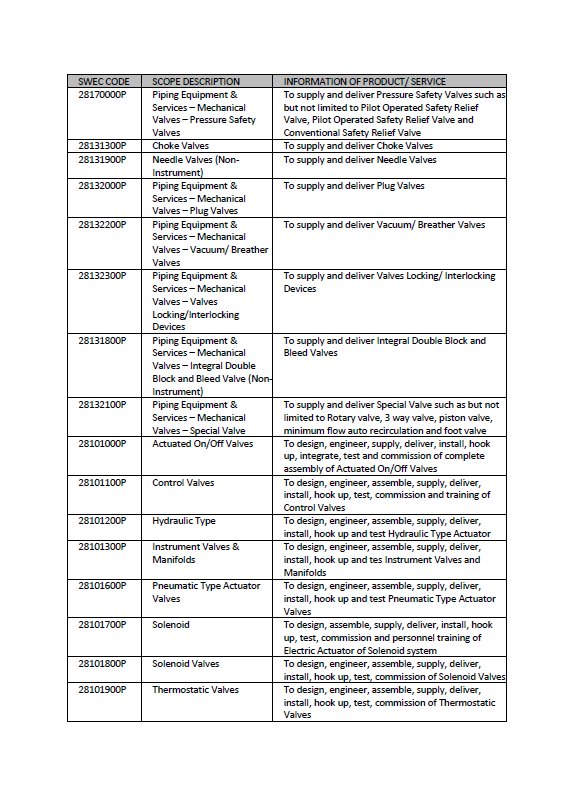 SWEC CODE SCOPE DESCRIPTION INFORMATION OF PRODUCT/ SERVICE
28170000P Piping Equipment & To supply and deliver Pressure Safety Valves such as
Services – Mechanical but not limited to Pilot Operated Safety Relief
Valves – Pressure Safety Valve, Pilot Operated Safety Relief Valve and
Valves Conventional Safety Relief Valve
28131300P Choke Valves To supply and deliver Choke Valves
28131900P Needle Valves (Non- To supply and deliver Needle Valves
Instrument)
28132000P Piping Equipment & To supply and deliver Plug Valves
Services – Mechanical
Valves – Plug Valves
28132200P Piping Equipment & To supply and deliver Vacuum/ Breather Valves
Services – Mechanical
Valves – Vacuum/ Breather
Valves
28132300P Piping Equipment & To supply and deliver Valves Locking/ Interlocking
Services – Mechanical Devices
Valves – Valves
Locking/Interlocking
Devices
28131800P Piping Equipment & To supply and deliver Integral Double Block and
Services – Mechanical Bleed Valves
Valves – Integral Double
Block and Bleed Valve (Non-
Instrument)
28132100P Piping Equipment & To supply and deliver Special Valve such as but not
Services – Mechanical limited to Rotary valve, 3 way valve, piston valve,
Valves – Special Valve minimum flow auto recirculation and foot valve
28101000P Actuated On/Off Valves To design, engineer, supply, deliver, install, hook
up, integrate, test and commission of complete
assembly of Actuated On/Off Valves
28101100P Control Valves To design, engineer, assemble, supply, deliver,
install, hook up, test, commission and training of
Control Valves
28101200P Hydraulic Type To design, engineer, assemble, supply, deliver,
install, hook up and test Hydraulic Type Actuator
28101300P Instrument Valves & To design, engineer, assemble, supply, deliver,
Manifolds install, hook up and tes Instrument Valves and
Manifolds
28101600P Pneumatic Type Actuator To design, engineer, assemble, supply, deliver,
Valves install, hook up and test Pneumatic Type Actuator
Valves
28101700P Solenoid To design, assemble, supply, deliver, install, hook
up, test, commission and personnel training of
Electric Actuator of Solenoid system
28101800P Solenoid Valves To design, engineer, assemble, supply, deliver,
install, hook up, test, commission of Solenoid Valves
28101900P Thermostatic Valves To design, engineer, assemble, supply, deliver,
install, hook up, test, commission of Thermostatic
Valves